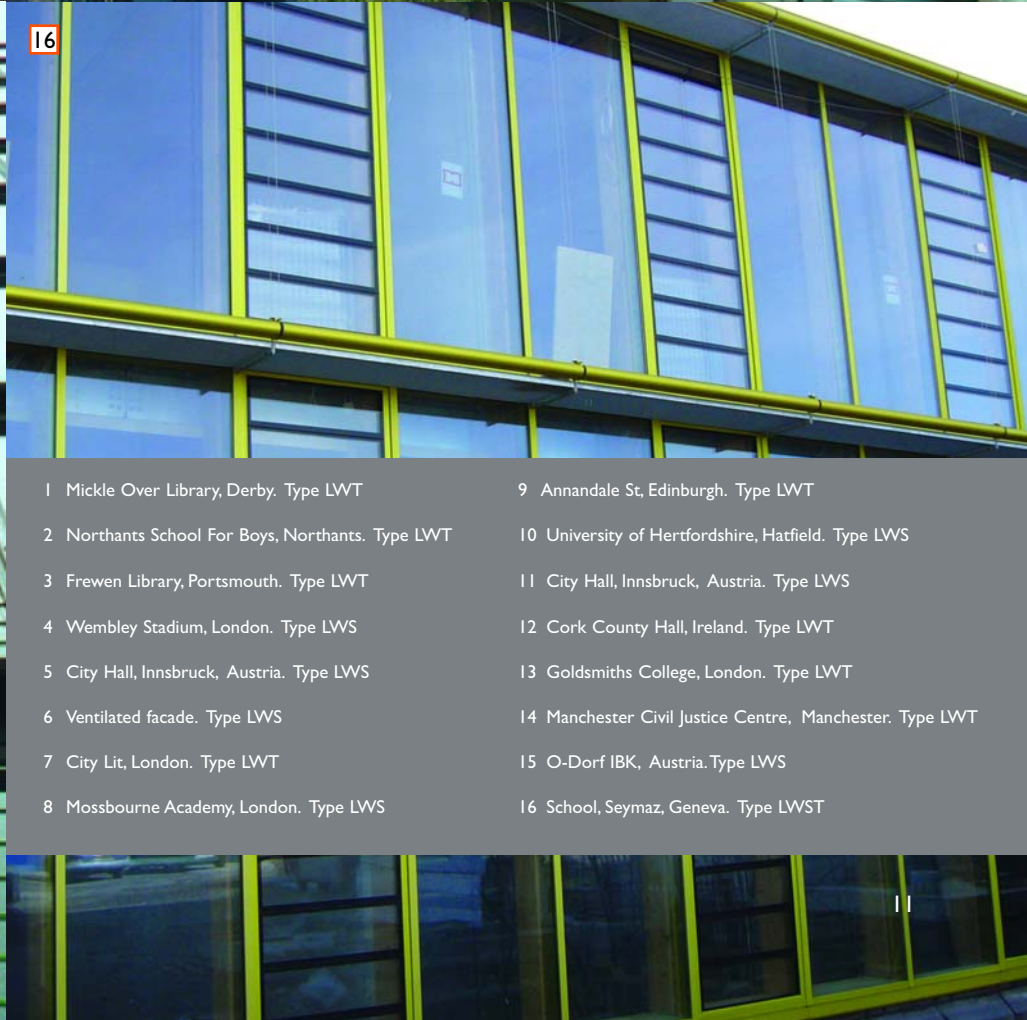 16
1 Mickle Over Library, Derby. Type LWT
2 Northants School For Boys, Northants. Type LWT
3 Frewen Library, Portsmouth. Type LWT
4 Wembley Stadium, London. Type LWS
5 City Hall, Innsbruck, Austria. Type LWS
6 Ventilated facade. Type LWS
7 City Lit, London. Type LWT
8 Mossbourne Academy, London. Type LWS
9 Annandale St, Edinburgh. Type LWT
10 University of Hertfordshire, Hatfield. Type LWS
11 City Hall, Innsbruck, Austria. Type LWS
12 Cork County Hall, Ireland. Type LWT
13 Goldsmiths College, London. Type LWT
14 Manchester Civil Justice Centre, Manchester. Type LWT
15 O-Dorf IBK, Austria. Type LWS
16 School, Seymaz, Geneva. Type LWST
11